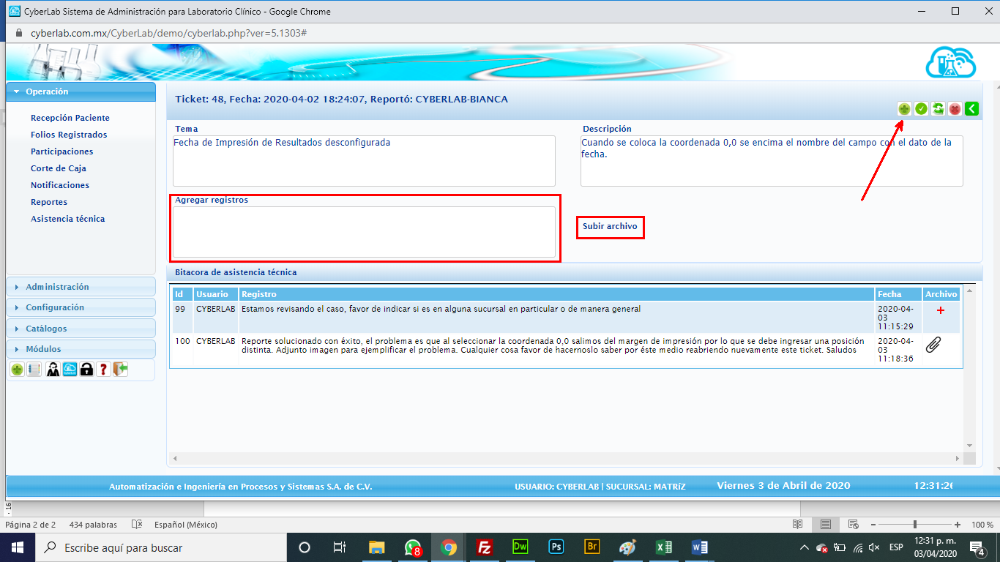 CyberLab Sistema de Administración para Laboratorio Clínico - Google Chrome
cyberlab.com.mx/CyberLab/demo/cyberlab.php?ver=5.1303#
Operación
Recepción Paciente
Folios Registrados
Participaciones
Corte de Caja
Notificaciones
Reportes
Asistencia técnica
Administración
Configuración
Catálogos
Módulos
Ticket: 48, Fecha: 2020-04-02 18:24:07, Reportó: CYBERLAB-BIANCA
Tema
Fecha de Impresión de Resultados desconfigurada
Descripción
Cuando se coloca la coordenada 0,0 se encima el nombre del campo con el dato de la
fecha.
Agregar registros
Subir archivo
Bitacora de asistencia técnica
Id Usuario Registro Fecha Archivo
99 CYBERLAB Estamos revisando el caso, favor de indicar si es en alguna sucursal en particular o de manera general 2020-04-
03
11:15:29
100 CYBERLAB Reporte solucionado con éxito, el problema es que al seleccionar la coordenada 0,0 salimos del margen de impresión por lo que se debe ingresar una posición 2020-04-
distinta. Adjunto imagen para ejemplificar el problema. Cualquier cosa favor de hacernoslo saber por éste medio reabriendo nuevamente este ticket. Saludos 03
11:18:36
Automatización e Ingeniería en Procesos y Sistemas S.A. de C.V. USUARIO: CYBERLAB | SUCURSAL: MATRíZ Viernes 3 de Abril de 2020 12:31:26
16
Página 2 de 2 434 palabras Español (México) 100 %
Escribe aquí para buscar
8
Fz
Dw
Ps
Br
ESP
12:31 p. m.
03/04/2020
4